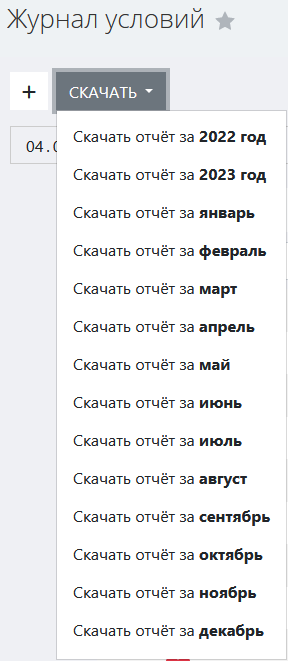 Журнал условий
+ СКАЧАТЬ
04.0
Скачать отчёт за 2022 год
Скачать отчёт за 2023 год
Скачать отчёт за январь
Скачать отчёт за февраль
Скачать отчёт за март
Скачать отчёт за апрель
Скачать отчёт за май
Скачать отчёт за июнь
Скачать отчёт за июль
Скачать отчёт за август
Скачать отчёт за сентябрь
Скачать отчёт за октябрь
Скачать отчёт за ноябрь
Скачать отчёт за декабрь